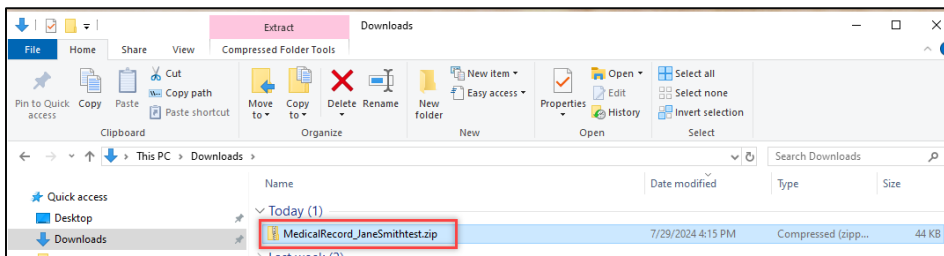 Extract
Downloads
File Home Share View Compressed Folder Tools
Pin to Quick access
Copy
Paste
Cut
Copy path
Paste shortcut
Clipboard
Move to
Copy to
Delete
Rename
Organize
New folder
New item
Easy access
New
Properties
Open
Edit
History
Open
Select all
Select none
Invert selection
Select
This PC > Downloads >
Search Downloads
Name Date modified Type Size
Quick access
Desktop
Downloads
Today (1)
MedicalRecord_JaneSmithtest.zip 7/29/2024 4:15 PM Compressed (zipp... 44 KB